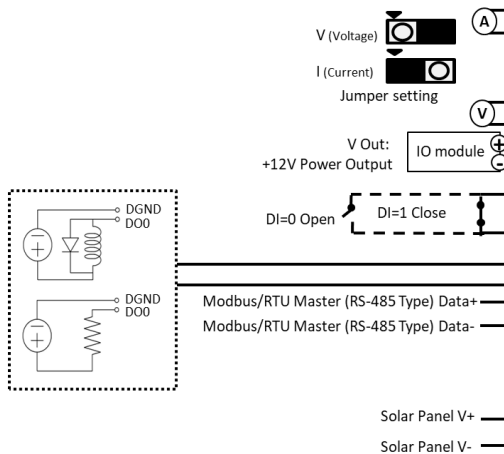 A
V (Voltage)
I (Current)
Jumper setting
V
V Out:
+12V Power Output
IO module
+
-
DI=0 Open
DI=1 Close
DGND
DO0
DGND
DO0
Modbus/RTU Master (RS-485 Type) Data+
Modbus/RTU Master (RS-485 Type) Data-
Solar Panel V+
Solar Panel V-